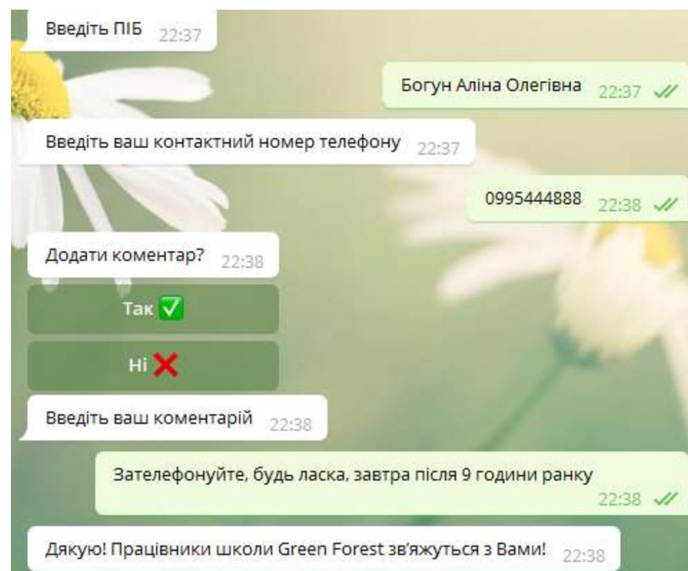 Введіть ПІБ 22:37
Богун Аліна Олегівна 22:37
Введіть ваш контактний номер телефону 22:37
0995444888 22:38
Додати коментар? 22:38
Так ✅
Ні ❌
Введіть ваш коментарій 22:38
Зателефонуйте, будь ласка, завтра після 9 години ранку
22:38
Дякую! Працівники школи Green Forest зв'яжуться з Вами! 22:38